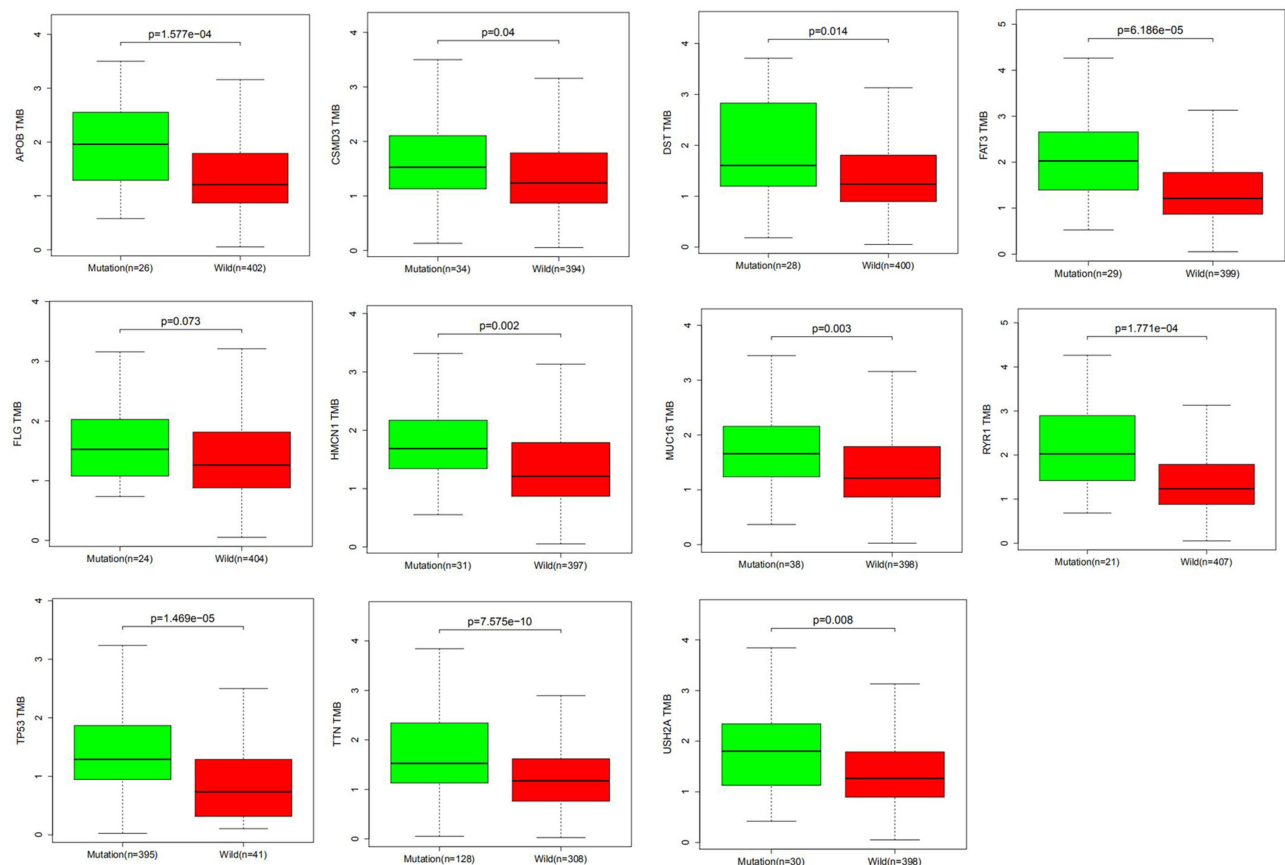 p=1.577e−04
APOB TMB
0 1 2 3 4
Mutation(n=26) Wild(n=402)
p=0.04
CSMD3 TMB
0 1 2 3 4
Mutation(n=34) Wild(n=394)
p=0.014
DST TMB
0 1 2 3 4
Mutation(n=28) Wild(n=400)
p=6.186e−05
FAT3 TMB
0 1 2 3 4 5
Mutation(n=29) Wild(n=399)
p=0.073
FLG TMB
0 1 2 3 4
Mutation(n=24) Wild(n=404)
p=0.002
HMCN1 TMB
0 1 2 3 4
Mutation(n=31) Wild(n=397)
p=0.003
MUC16 TMB
0 1 2 3 4
Mutation(n=38) Wild(n=398)
p=1.771e−04
RYR1 TMB
0 1 2 3 4 5
Mutation(n=21) Wild(n=407)
p=1.469e−05
TP53 TMB
0 1 2 3 4
Mutation(n=395) Wild(n=41)
p=7.575e−10
TTN TMB
0 1 2 3 4
Mutation(n=128) Wild(n=308)
p=0.008
USH2A TMB
0 1 2 3 4
Mutation(n=30) Wild(n=398)